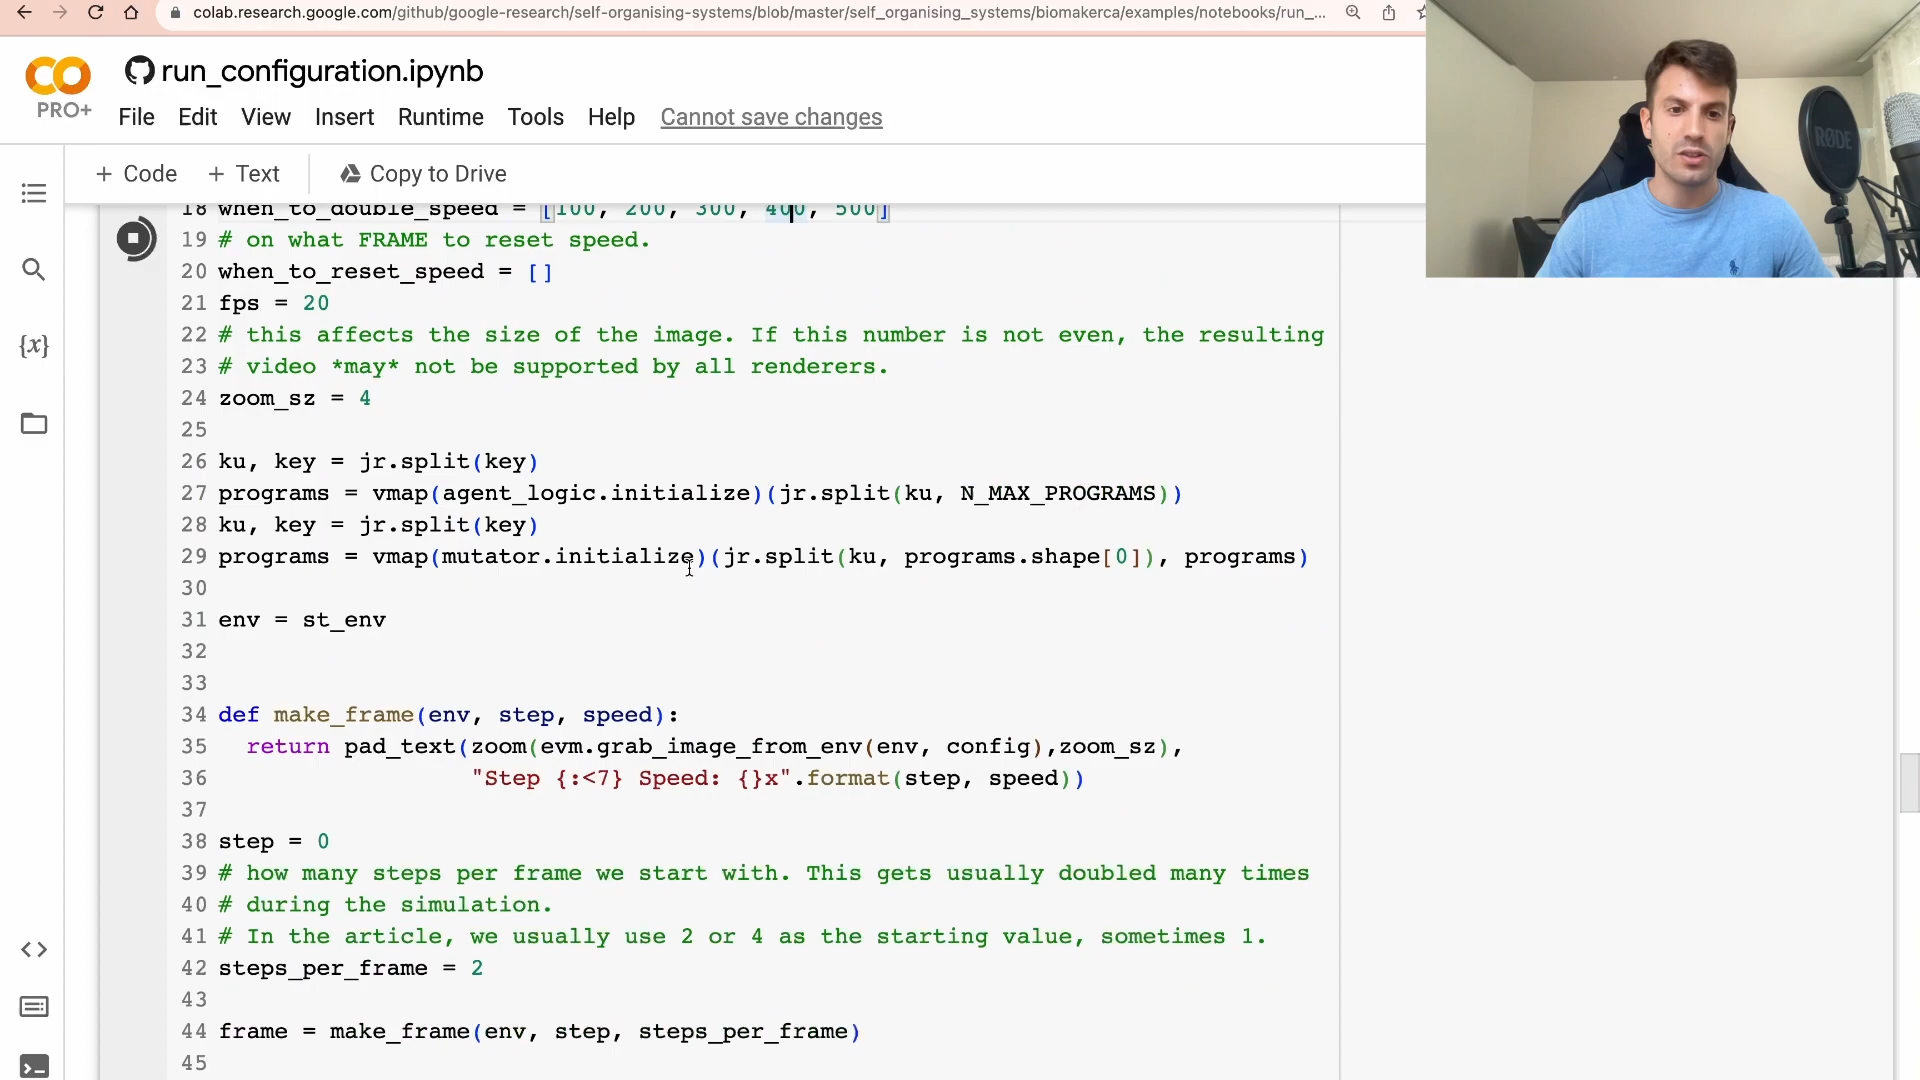 colab.research.google.com/github/google-research/self-organising-systems/blob/master/self_organising_systems/biomakerca/examples/notebooks/run_...
run_configuration.ipynb
PRO+
File Edit View Insert Runtime Tools Help Cannot save changes
+ Code + Text Copy to Drive
18 when_to_double_speed = [100, 200, 300, 400, 500]
19 # on what FRAME to reset speed.
20 when_to_reset_speed = []
21 fps = 20
22 # this affects the size of the image. If this number is not even, the resulting
23 # video *may* not be supported by all renderers.
24 zoom_sz = 4
25
26 ku, key = jr.split(key)
27 programs = vmap(agent_logic.initialize)(jr.split(ku, N_MAX_PROGRAMS))
28 ku, key = jr.split(key)
29 programs = vmap(mutator.initialize)(jr.split(ku, programs.shape[0]), programs)
30
31 env = st_env
32
33
34 def make_frame(env, step, speed):
35 return pad_text(zoom(evm.grab_image_from_env(env, config),zoom_sz),
36 "Step {:<7} Speed: {}x".format(step, speed))
37
38 step = 0
39 # how many steps per frame we start with. This gets usually doubled many times
40 # during the simulation.
41 # In the article, we usually use 2 or 4 as the starting value, sometimes 1.
42 steps_per_frame = 2
43
44 frame = make_frame(env, step, steps_per_frame)
45
{x}
RØDE